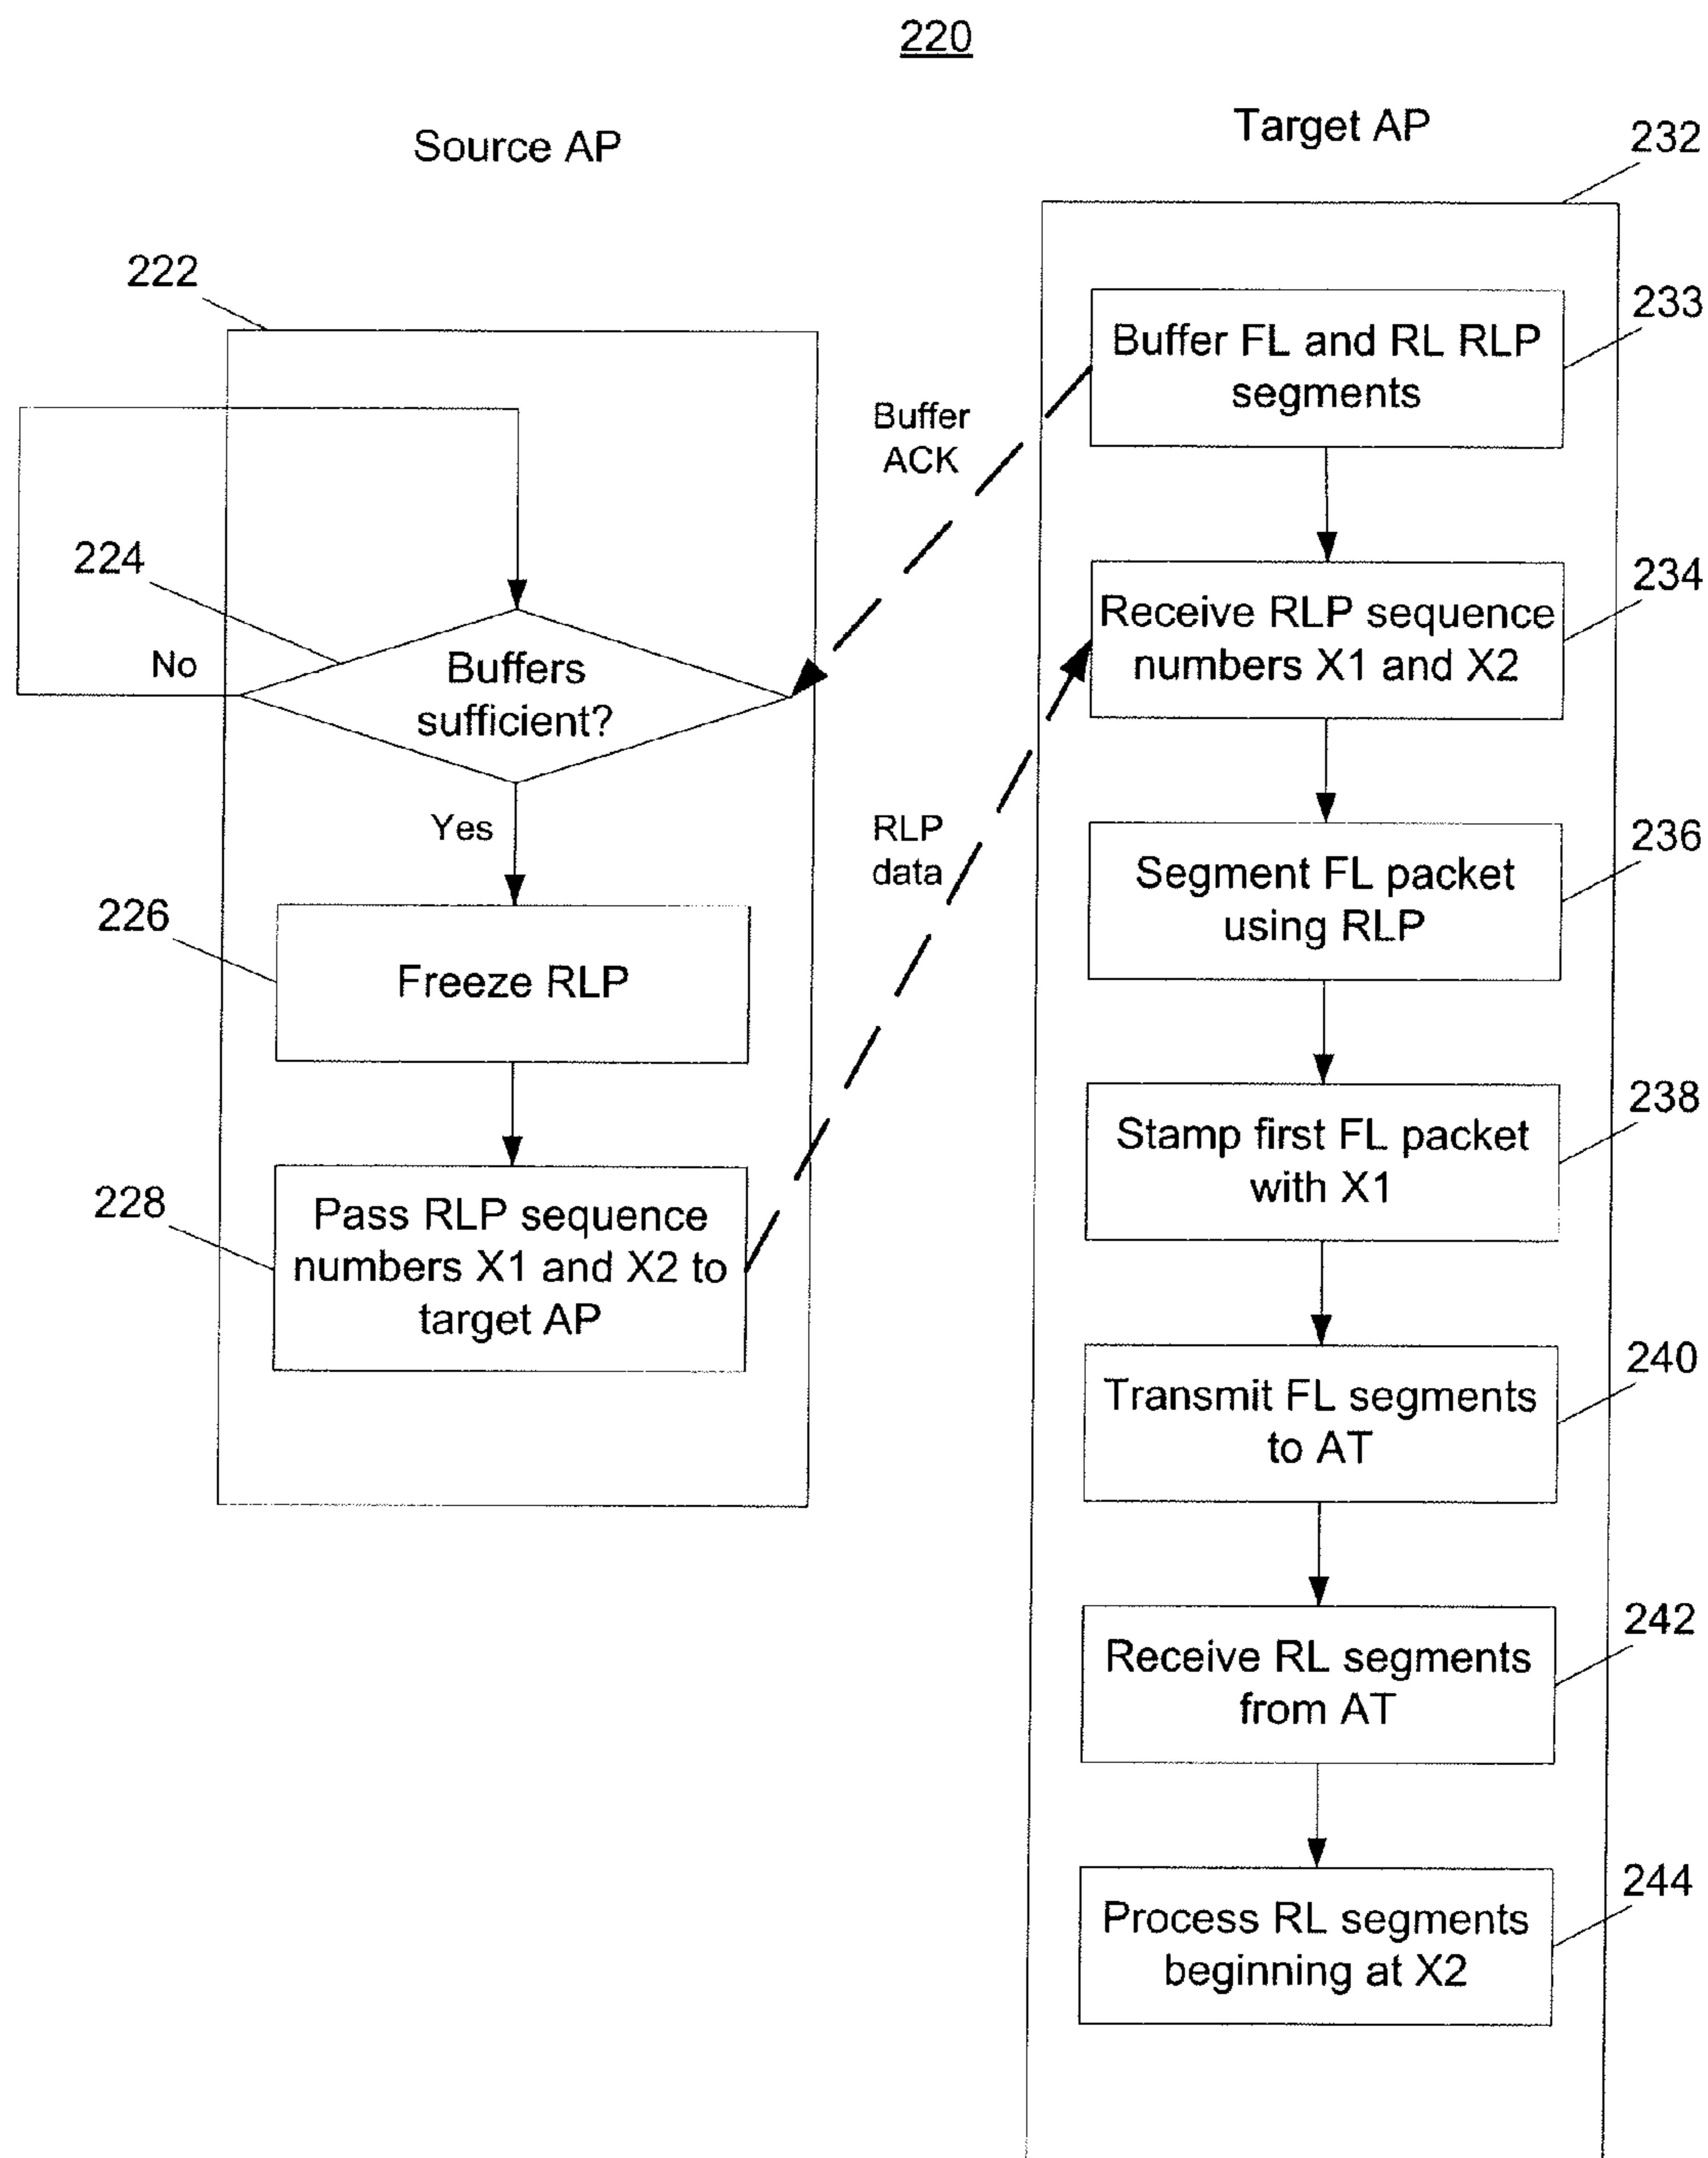 220
Source AP
Target AP
232
222
233
Buffer FL and RL RLP
segments
Buffer
ACK
224
234
Receive RLP sequence
numbers X1 and X2
No
Buffers
sufficient?
Yes
RLP
data
236
Segment FL packet
using RLP
226
Freeze RLP
238
Stamp first FL packet
with X1
228
Pass RLP sequence
numbers X1 and X2 to
target AP
240
Transmit FL segments
to AT
242
Receive RL segments
from AT
244
Process RL segments
beginning at X2